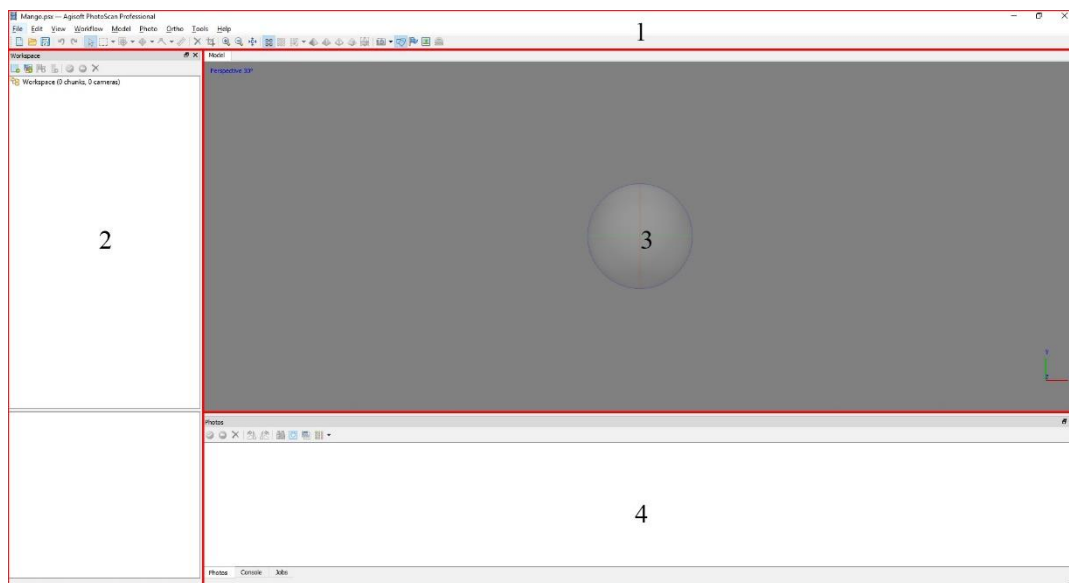 Mango.psx — Agisoft PhotoScan Professional
File Edit View Workflow Model Photo Ortho Tools Help
1
Workspace
Model
Workspace (0 chunks, 0 cameras)
Perspective 30°
2
3
Y
Z
Photos
4
Photos Console Jobs